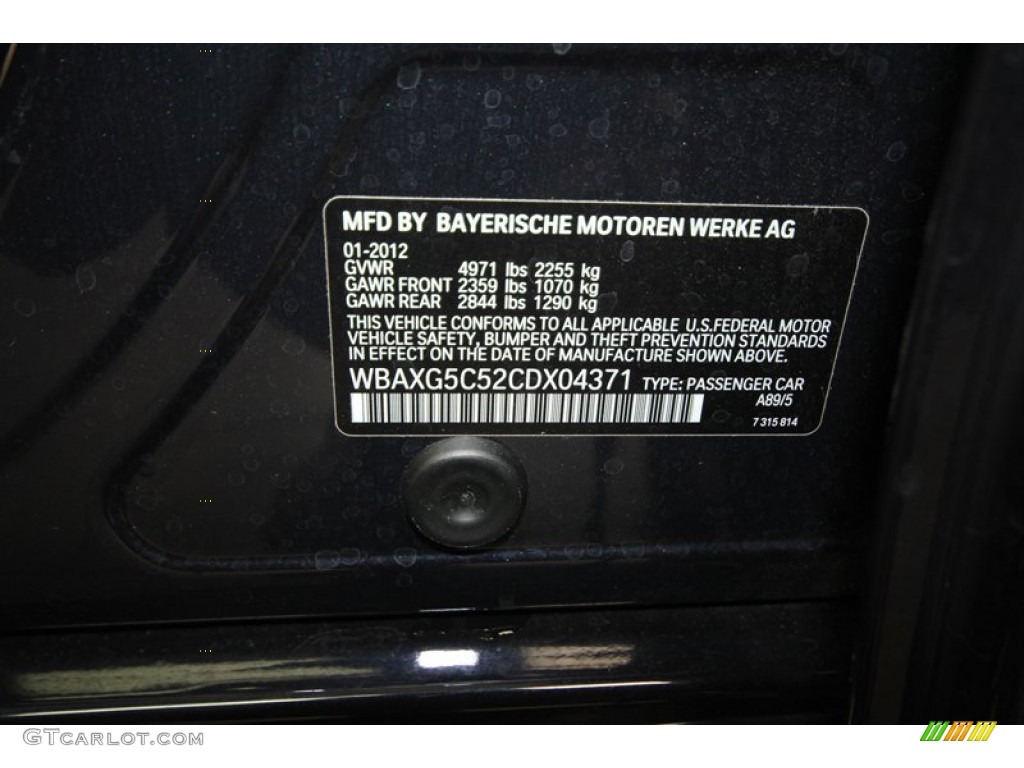 MFD BY BAYERISCHE MOTOREN WERKE AG
01-2012
GVWR 4971 lbs 2255 kg
GAWR FRONT 2359 lbs 1070 kg
GAWR REAR 2844 lbs 1290 kg
THIS VEHICLE CONFORMS TO ALL APPLICABLE U.S.FEDERAL MOTOR
VEHICLE SAFETY, BUMPER AND THEFT PREVENTION STANDARDS
IN EFFECT ON THE DATE OF MANUFACTURE SHOWN ABOVE.
WBAXG5C52CDX04371 TYPE: PASSENGER CAR
A89/5
7 315 814
GTCARLOT.COM